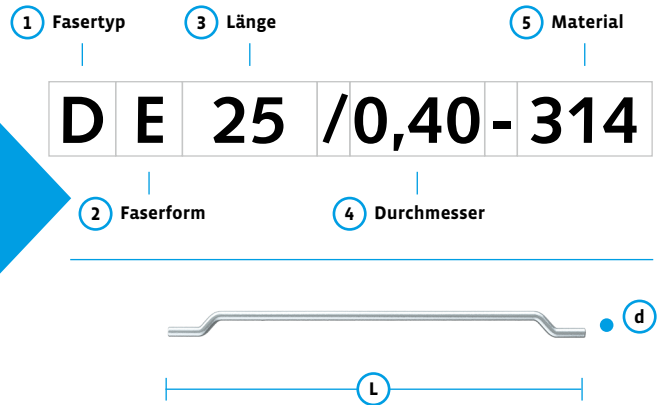 1 Fasertyp
3 Länge
5 Material
D E 25 /0,40-314
2 Faserform
4 Durchmesser
d
L